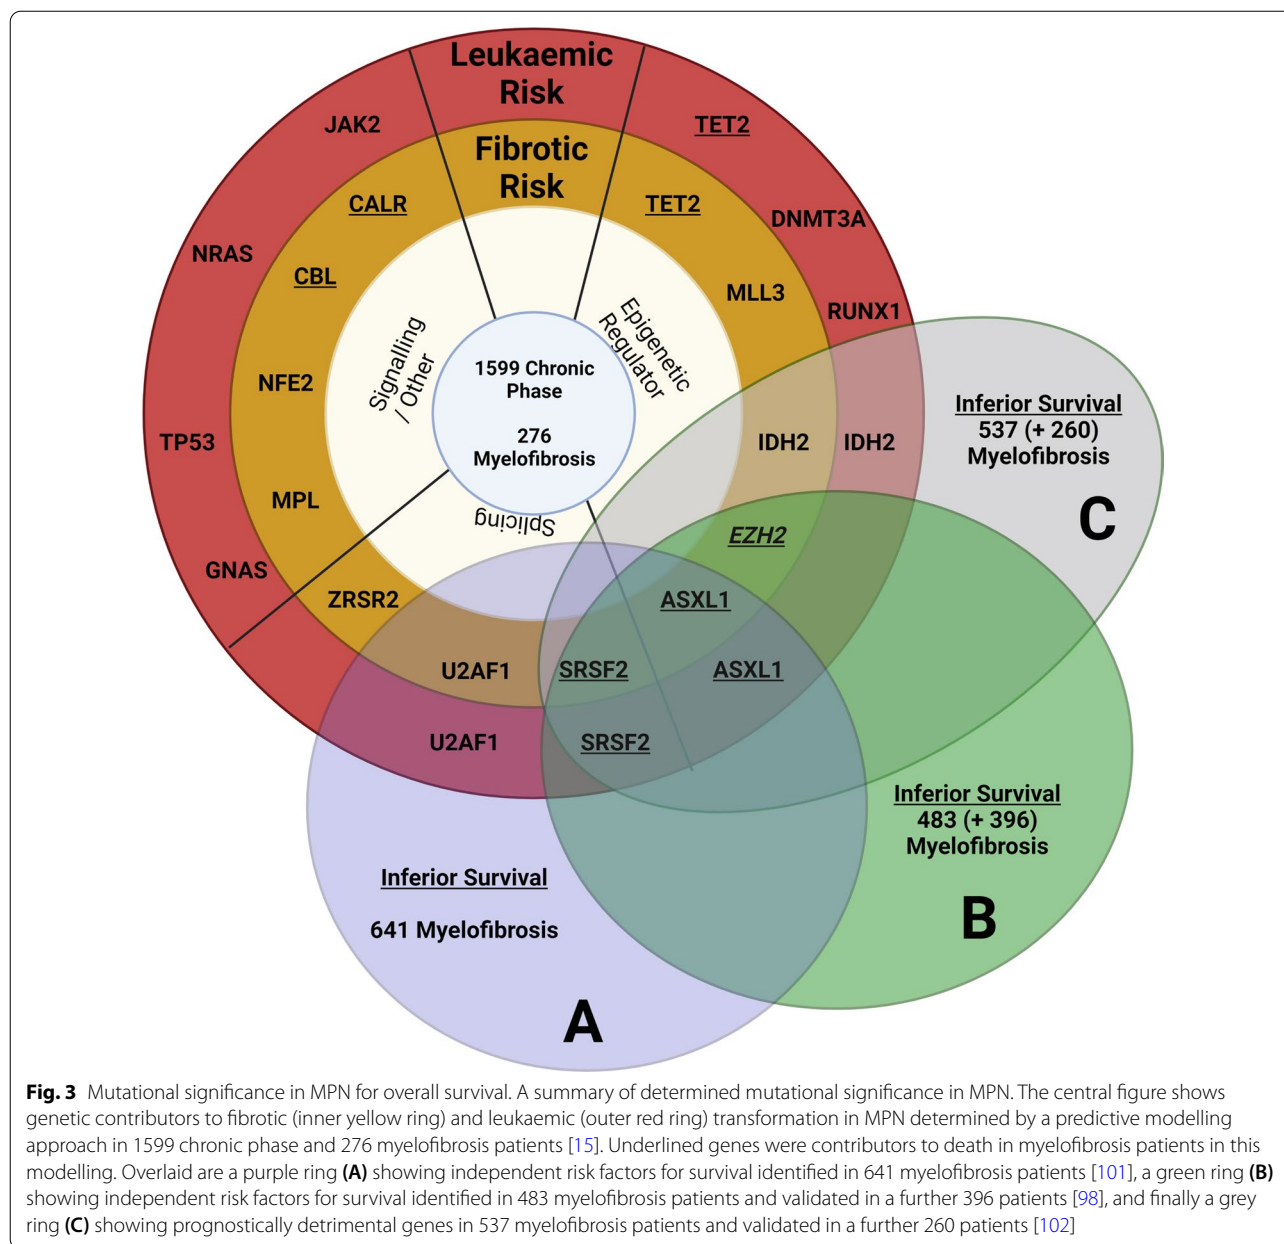 Leukaemic
Risk
JAK2
TET2
Fibrotic
Risk
CALR
TET2
DNMT3A
NRAS
CBL
MLL3
RUNX1
Signalling
/ Other
Epigenetic
Regulator
1599 Chronic
Phase
276
Myelofibrosis
NFE2
TP53
IDH2
IDH2
Inferior Survival
537 (+ 260)
Myelofibrosis
C
MPL
Splicing
EZH2
GNAS
ZRSR2
ASXL1
U2AF1
SRSF2
ASXL1
U2AF1
SRSF2
Inferior Survival
483 (+ 396)
Myelofibrosis
B
Inferior Survival
641 Myelofibrosis
A
Fig. 3 Mutational significance in MPN for overall survival. A summary of determined mutational significance in MPN. The central figure shows
genetic contributors to fibrotic (inner yellow ring) and leukaemic (outer red ring) transformation in MPN determined by a predictive modelling
approach in 1599 chronic phase and 276 myelofibrosis patients [15]. Underlined genes were contributors to death in myelofibrosis patients in this
modelling. Overlaid are a purple ring (A) showing independent risk factors for survival identified in 641 myelofibrosis patients [101], a green ring (B)
showing independent risk factors for survival identified in 483 myelofibrosis patients and validated in a further 396 patients [98], and finally a grey
ring (C) showing prognostically detrimental genes in 537 myelofibrosis patients and validated in a further 260 patients [102]